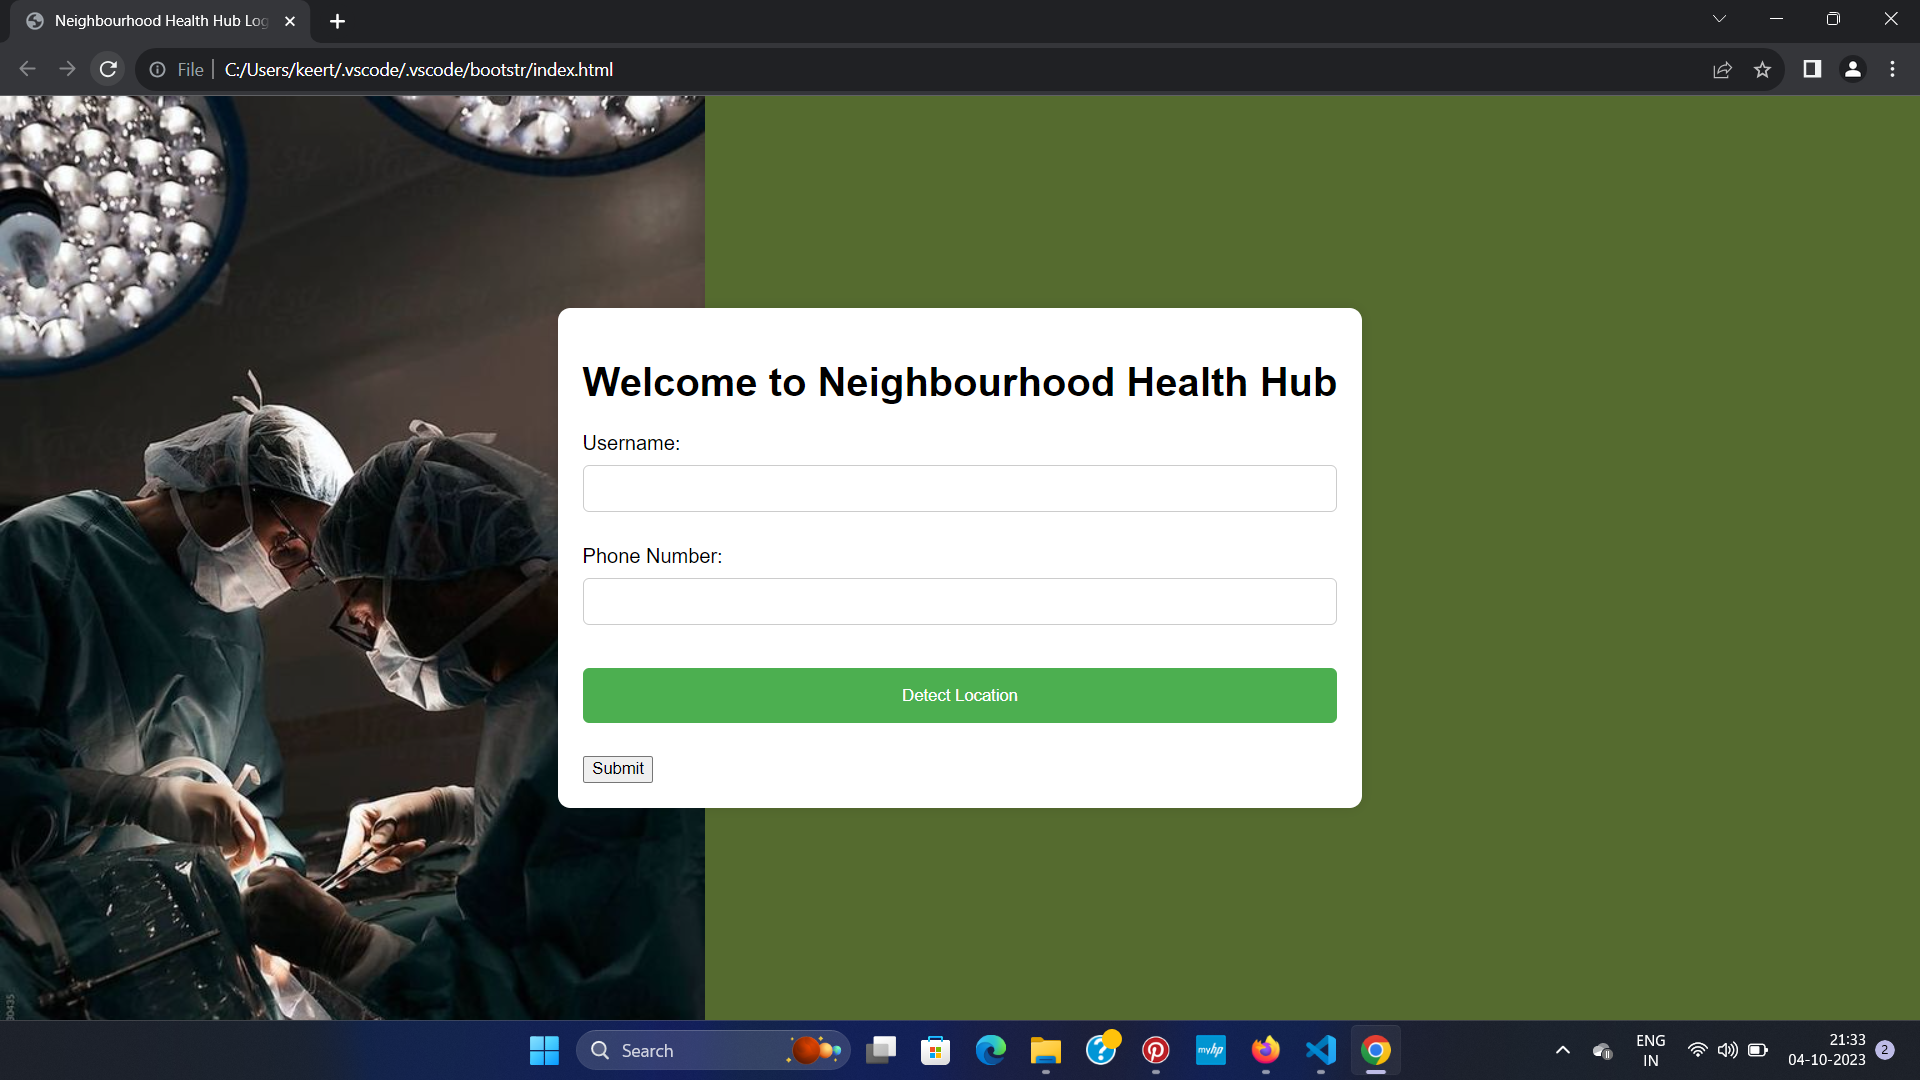 Neighbourhood Health Hub Log
File
C:/Users/keert/.vscode/.vscode/bootstr/index.html
Welcome to Neighbourhood Health Hub
Username:
Phone Number:
Detect Location
Submit
Search
myhp
ENG
IN
21:33
04-10-2023
2